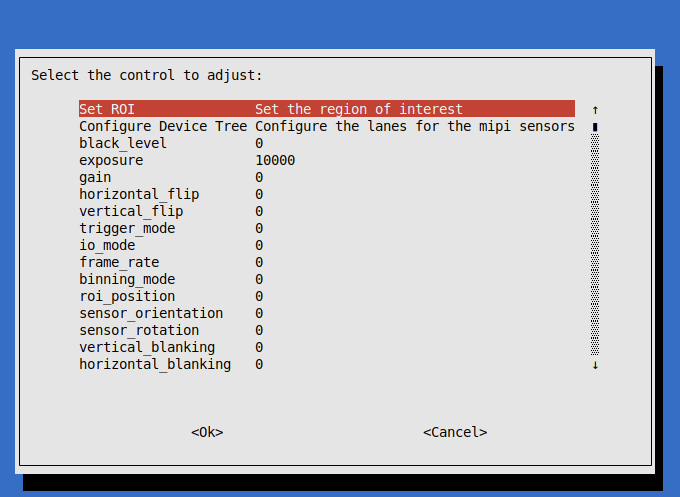 Select the control to adjust:
Set ROI Set the region of interest ↑
Configure Device Tree Configure the lanes for the mipi sensors
black_level 0
exposure 10000
gain 0
horizontal_flip 0
vertical_flip 0
trigger_mode 0
io_mode 0
frame_rate 0
binning_mode 0
roi_position 0
sensor_orientation 0
sensor_rotation 0
vertical_blanking 0
horizontal_blanking 0 ↓
<Ok> <Cancel>